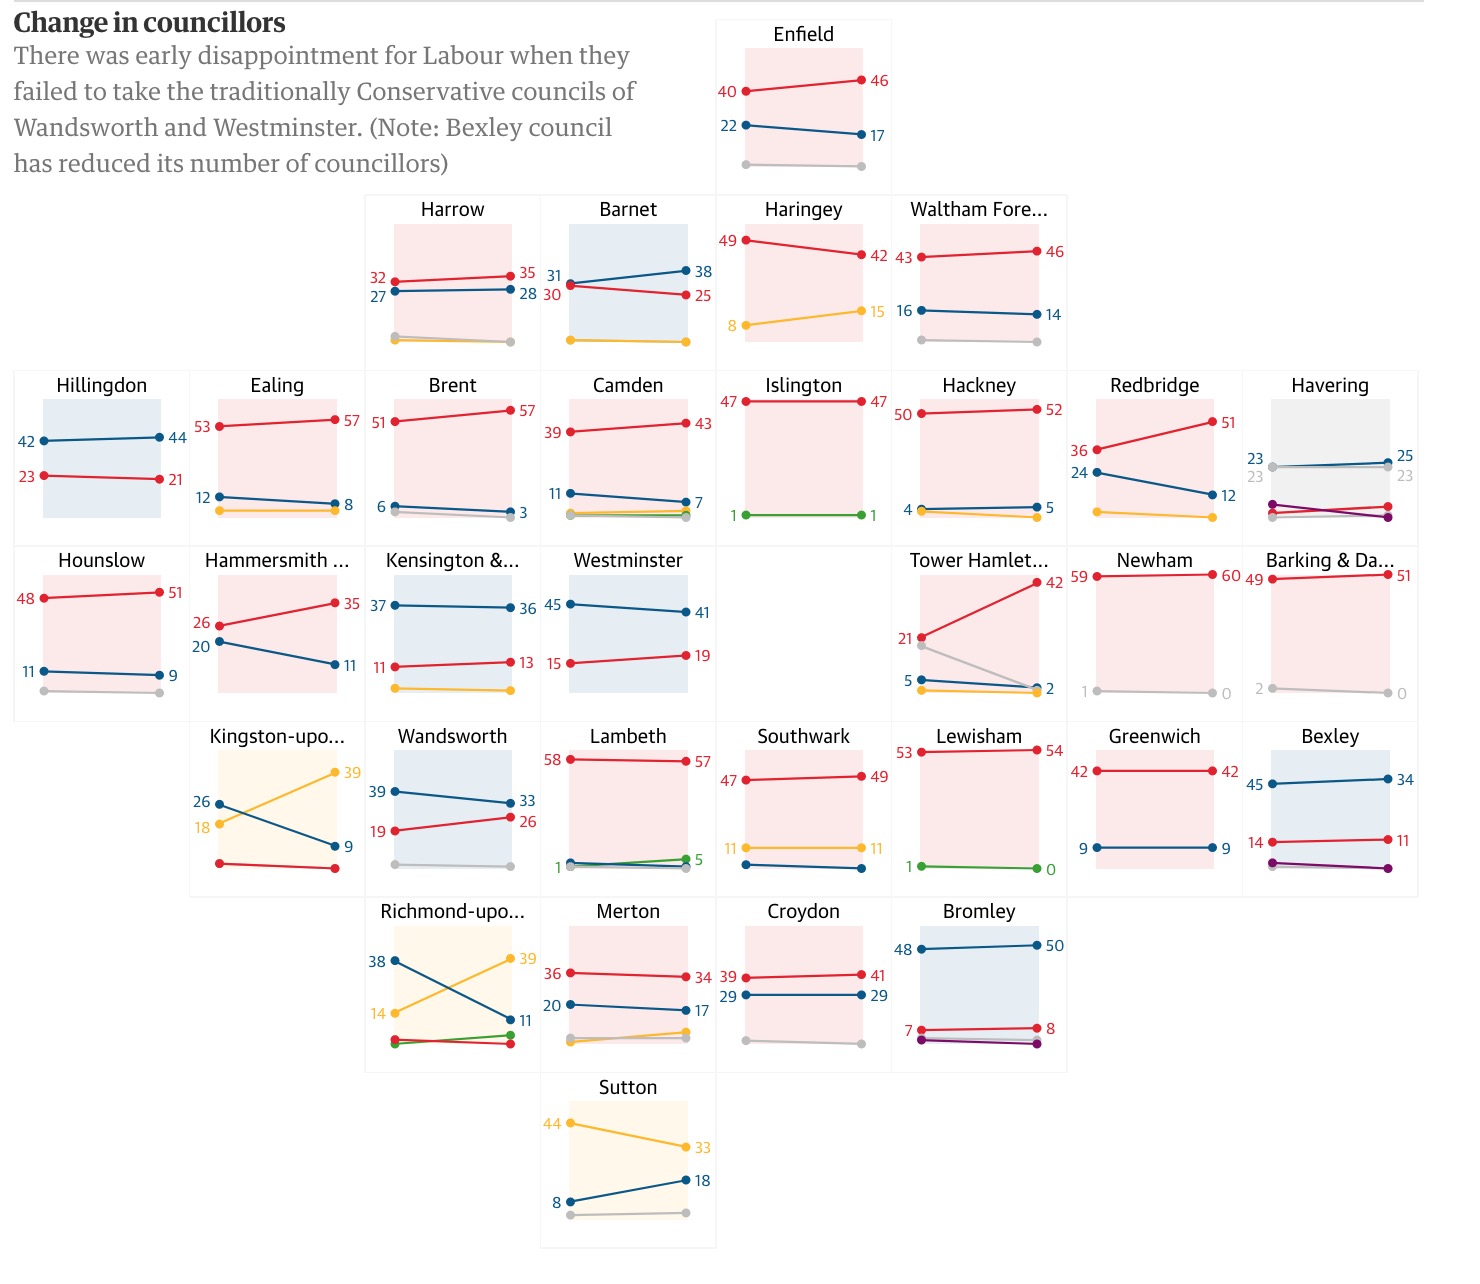 Change in councillors
There was early disappointment for Labour when they
failed to take the traditionally Conservative councils of
Wandsworth and Westminster. (Note: Bexley council
has reduced its number of councillors)
Enfield
40 46
22 17
Harrow
32 35
27 28
Barnet
31 38
30 25
Haringey
49 42
8 15
Waltham Fore...
43 46
16 14
Hillingdon
42 44
23 21
Ealing
53 57
12 8
Brent
51 57
6 3
Camden
39 43
11 7
Islington
47 47
1 1
Hackney
50 52
4 5
Redbridge
36 51
24 12
Havering
23 25
23 23
Hounslow
48 51
11 9
Hammersmith ...
26 35
20 11
Kensington &...
37 36
11 13
Westminster
45 41
15 19
Tower Hamlet...
21 42
5 2
Newham
59 60
1 0
Barking & Da...
49 51
2 0
Kingston-upo...
26 39
18 9
Wandsworth
39 33
19 26
Lambeth
58 57
1 5
Southwark
47 49
11 11
Lewisham
53 54
1 0
Greenwich
42 42
9 9
Bexley
45 34
14 11
Richmond-upo...
38 39
14 11
Merton
36 34
20 17
Croydon
39 41
29 29
Bromley
48 50
7 8
Sutton
44 33
8 18